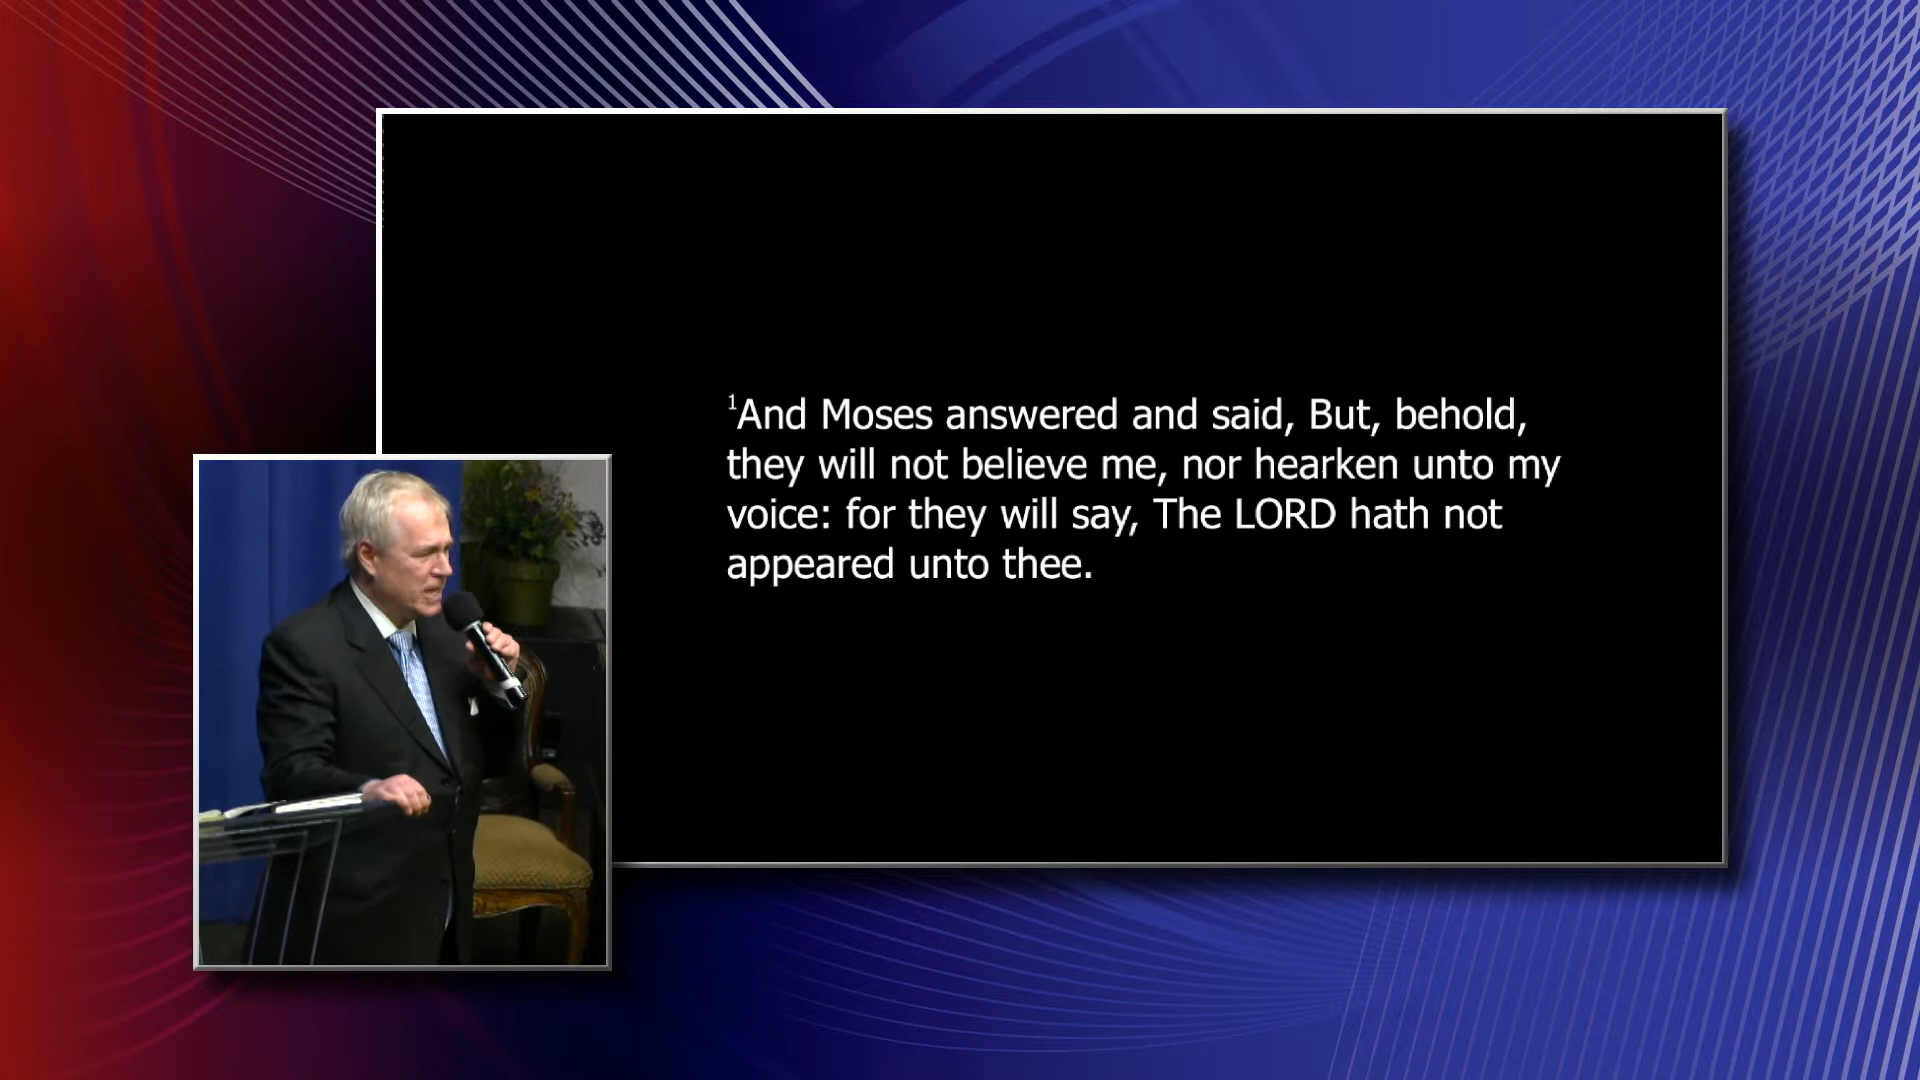 ¹And Moses answered and said, But, behold,
they will not believe me, nor hearken unto my
voice: for they will say, The LORD hath not
appeared unto thee.